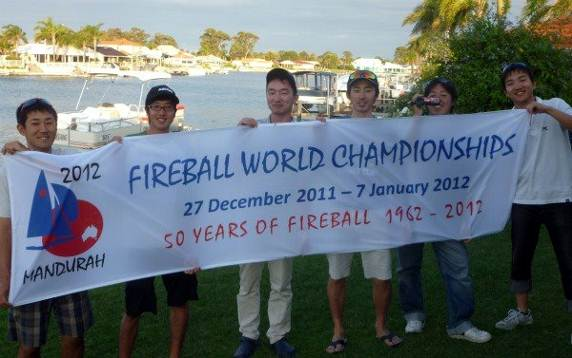 2012
MANDURAH
FIREBALL WORLD CHAMPIONSHIPS
27 December 2011 – 7 January 2012
50 YEARS OF FIREBALL 1962 - 2012